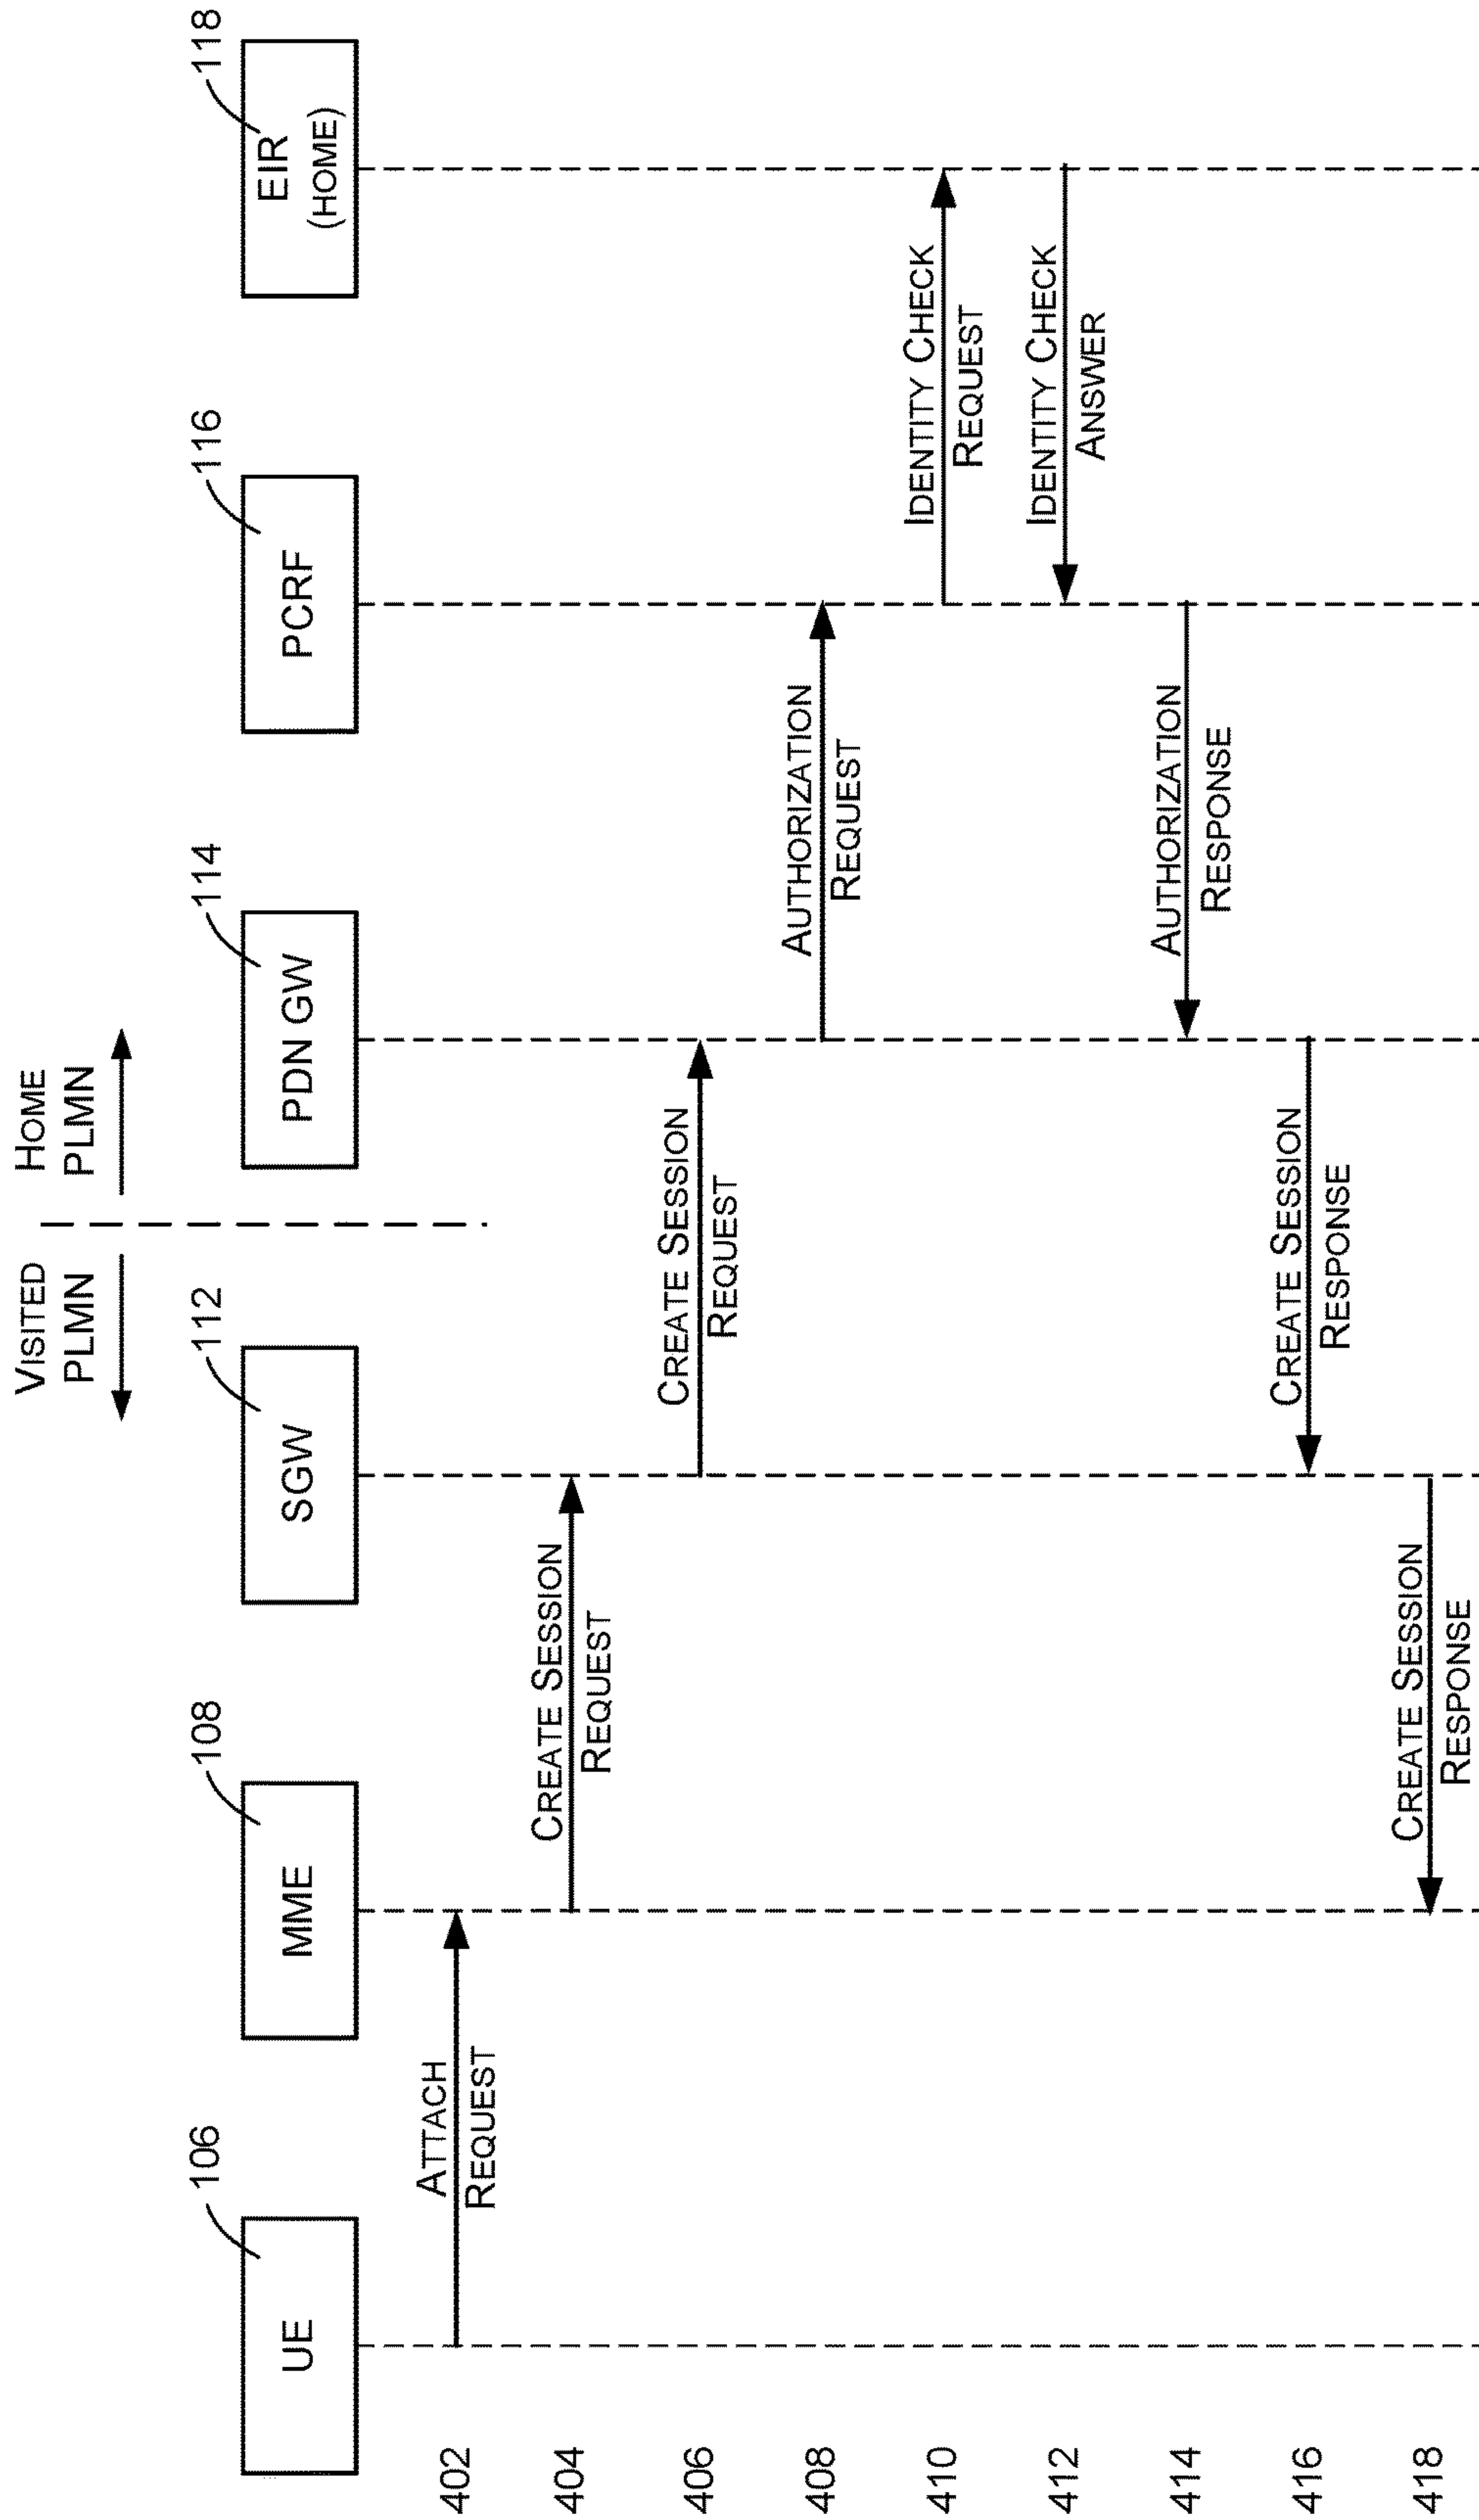 VISITED
PLMN
HOME
PLMN
106
108
112
114
116
118
UE
MME
SGW
PDN GW
PCRF
EIR
(HOME)
402
ATTACH
REQUEST
404
CREATE SESSION
REQUEST
406
CREATE SESSION
REQUEST
408
AUTHORIZATION
REQUEST
410
IDENTITY CHECK
REQUEST
412
IDENTITY CHECK
ANSWER
414
AUTHORIZATION
RESPONSE
416
CREATE SESSION
RESPONSE
418
CREATE SESSION
RESPONSE